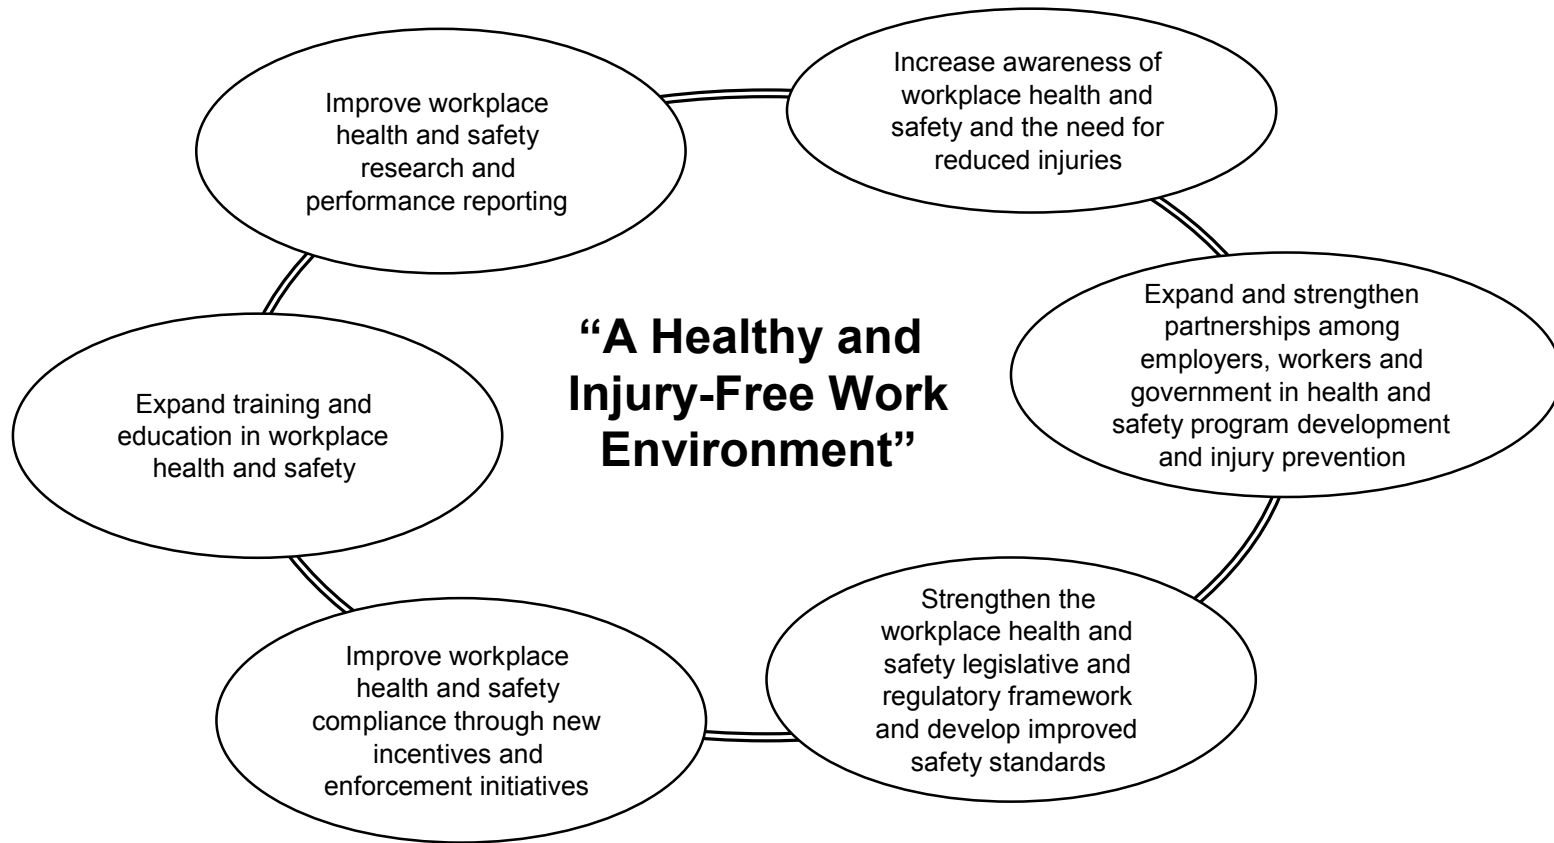 Improve workplace
health and safety
research and
performance reporting
Increase awareness of
workplace health and
safety and the need for
reduced injuries
Expand and strengthen
partnerships among
employers, workers and
government in health and
safety program development
and injury prevention
“A Healthy and
Injury-Free Work
Environment”
Expand training and
education in workplace
health and safety
Strengthen the
workplace health and
safety legislative and
regulatory framework
and develop improved
safety standards
Improve workplace
health and safety
compliance through new
incentives and
enforcement initiatives